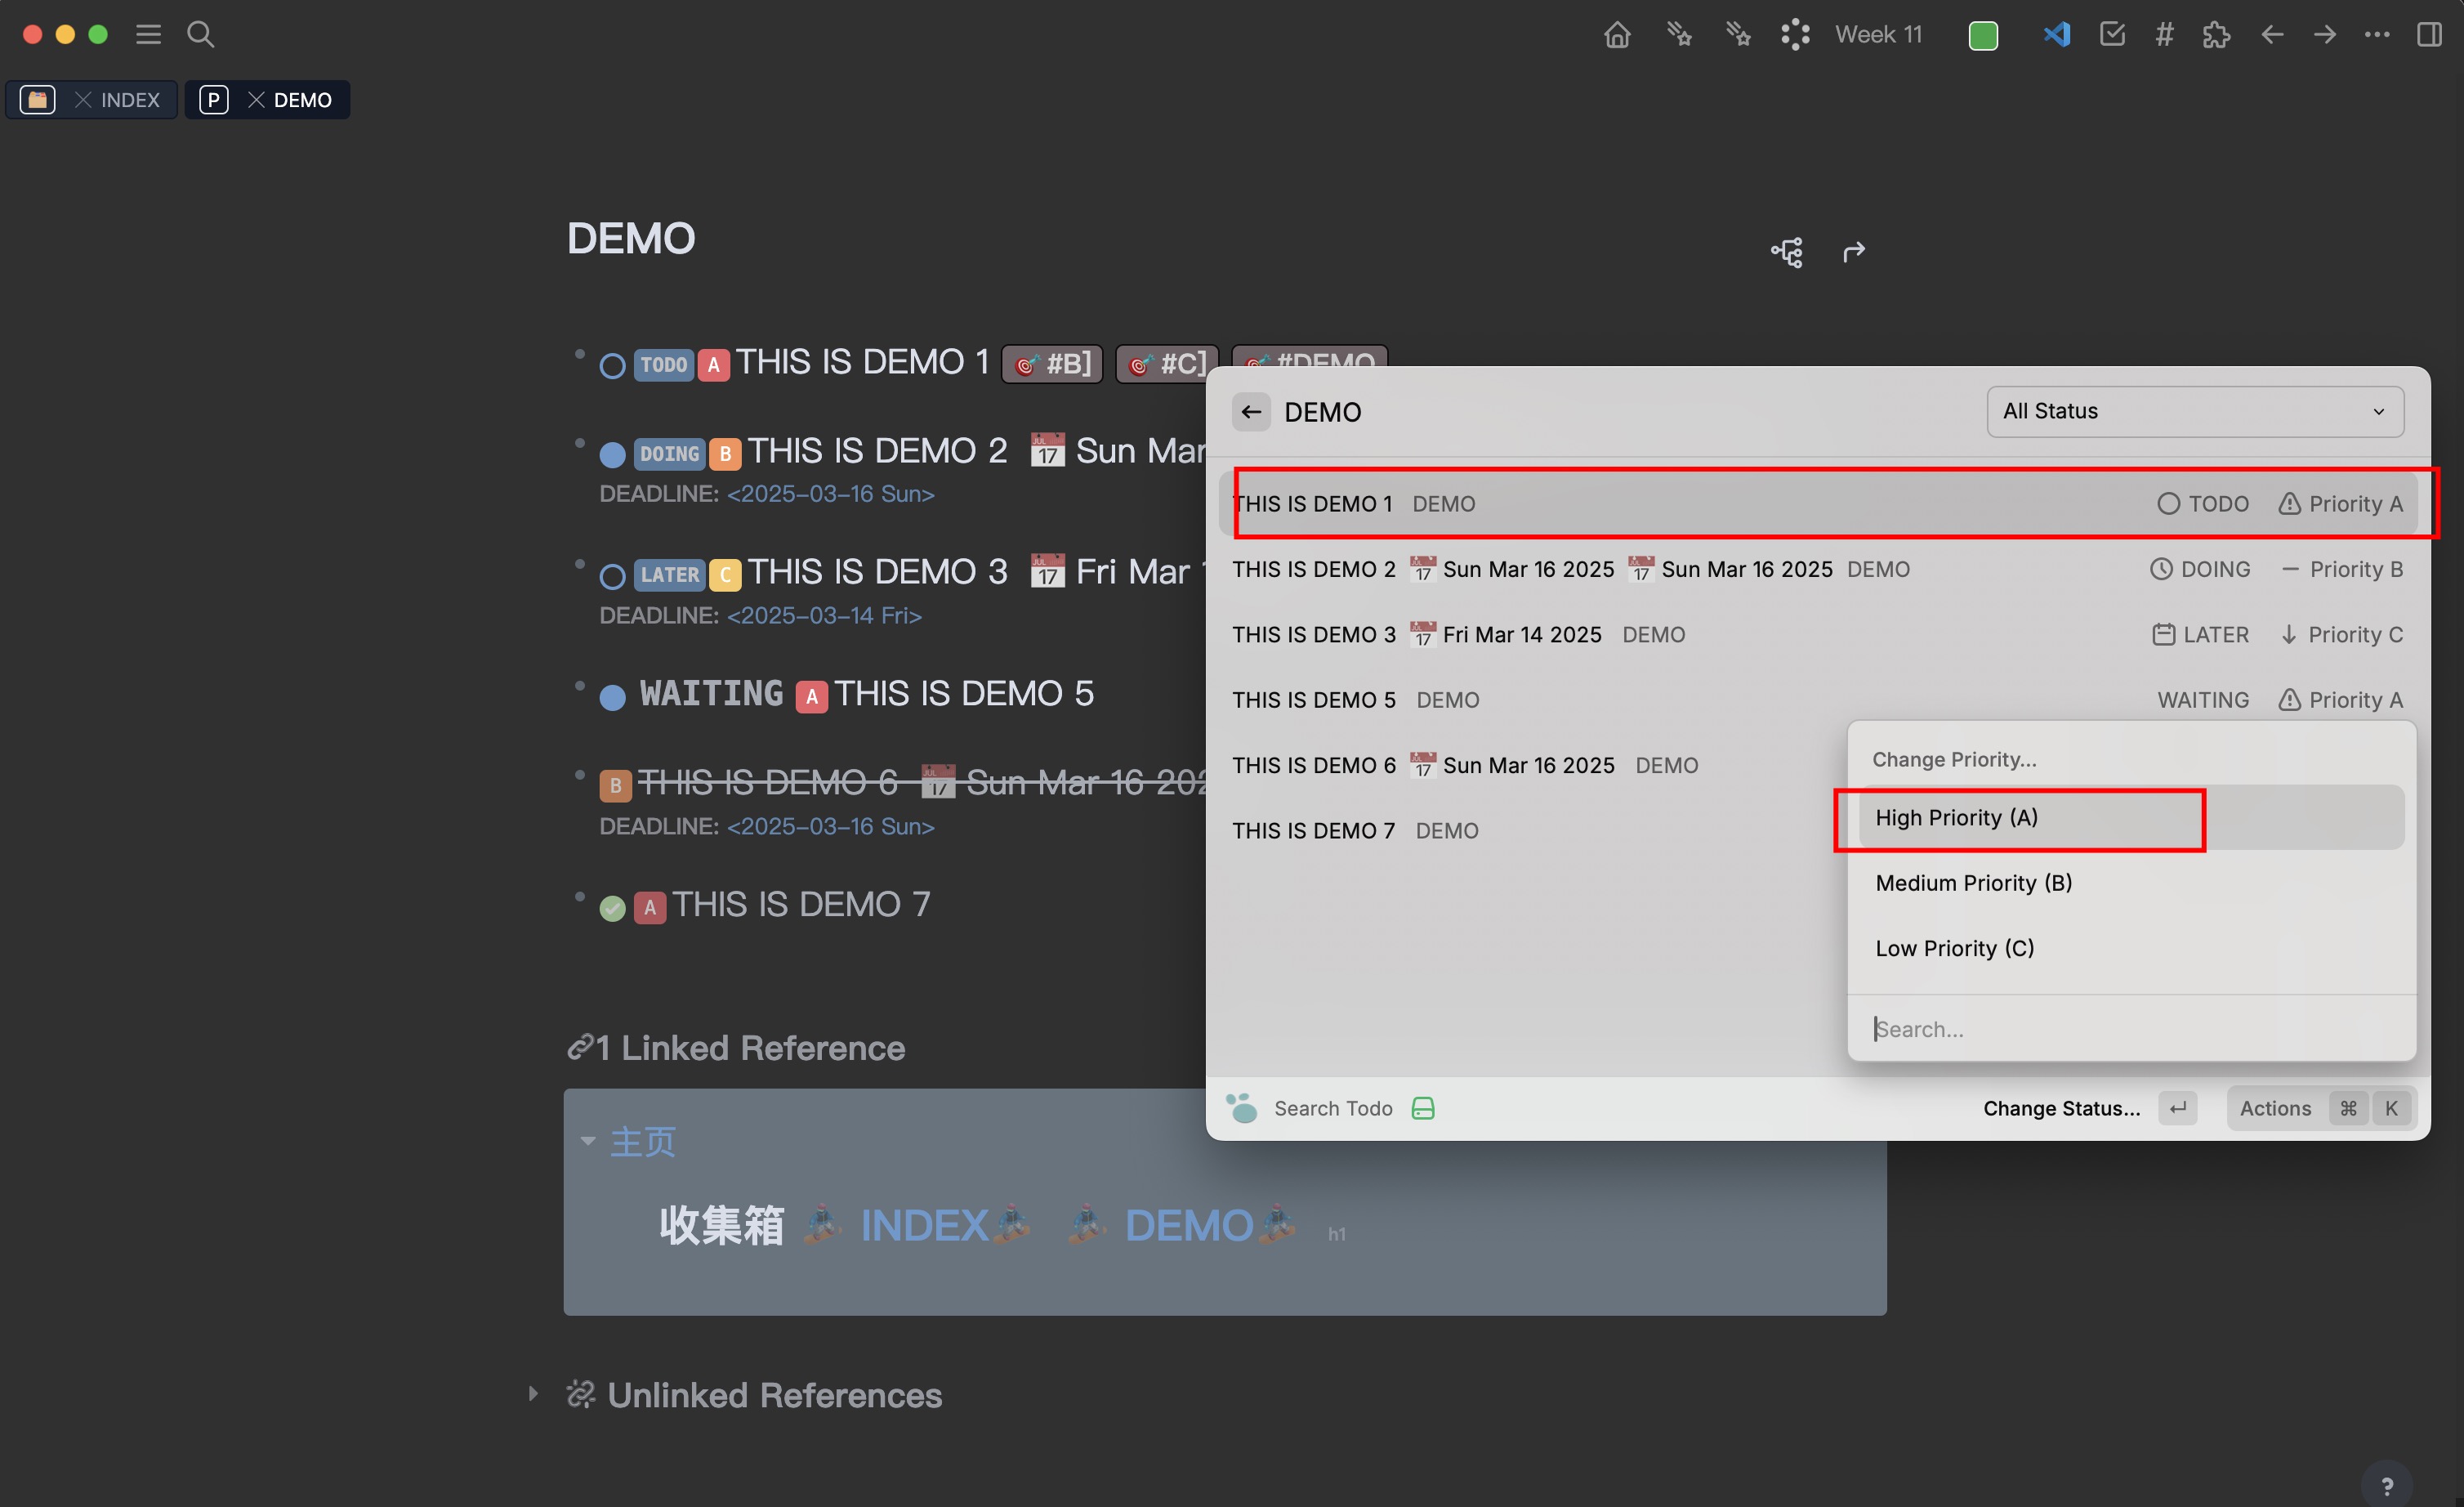 Week 11
INDEX
P DEMO
DEMO
TODO A THIS IS DEMO 1 #B] #C] #DEMO
DOING B THIS IS DEMO 2 Sun Mar
DEADLINE: <2025-03-16 Sun>
LATER C THIS IS DEMO 3 Fri Mar
DEADLINE: <2025-03-14 Fri>
WAITING A THIS IS DEMO 5
B THIS IS DEMO 6 Sun Mar 16 202
DEADLINE: <2025-03-16 Sun>
A THIS IS DEMO 7
1 Linked Reference
主页
收集箱 INDEX DEMO h1
Unlinked References
DEMO
All Status
THIS IS DEMO 1 DEMO TODO Priority A
THIS IS DEMO 2 Sun Mar 16 2025 Sun Mar 16 2025 DEMO DOING Priority B
THIS IS DEMO 3 Fri Mar 14 2025 DEMO LATER Priority C
THIS IS DEMO 5 DEMO WAITING Priority A
THIS IS DEMO 6 Sun Mar 16 2025 DEMO
THIS IS DEMO 7 DEMO
Change Priority...
High Priority (A)
Medium Priority (B)
Low Priority (C)
Search...
Search Todo Change Status... Actions ⌘ K
?